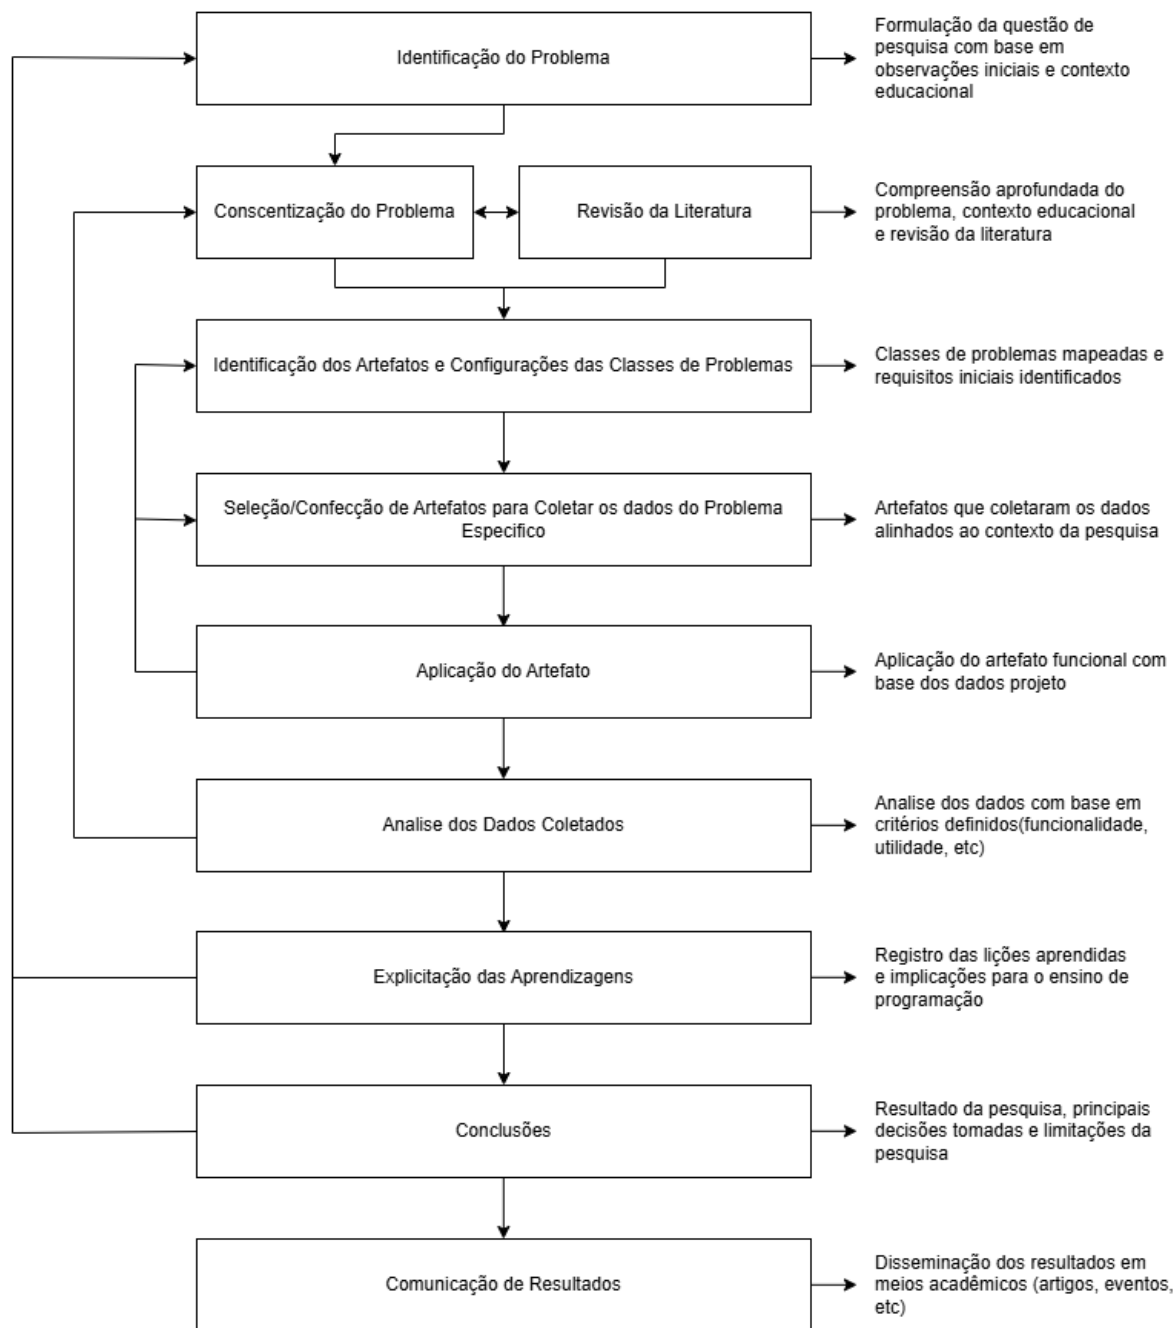 Identificação do Problema
Formulação da questão de
pesquisa com base em
observações iniciais e contexto
educacional
Conscentização do Problema
Revisão da Literatura
Compreensão aprofundada do
problema, contexto educacional
e revisão da literatura
Identificação dos Artefatos e Configurações das Classes de Problemas
Classes de problemas mapeadas e
requisitos iniciais identificados
Seleção/Confecção de Artefatos para Coletar os dados do Problema
Especifico
Artefatos que coletaram os dados
alinhados ao contexto da pesquisa
Aplicação do Artefato
Aplicação do artefato funcional com
base dos dados projeto
Analise dos Dados Coletados
Analise dos dados com base em
critérios definidos(funcionalidade,
utilidade, etc)
Explicitação das Aprendizagens
Registro das lições aprendidas
e implicações para o ensino de
programação
Conclusões
Resultado da pesquisa, principais
decisões tomadas e limitações da
pesquisa
Comunicação de Resultados
Disseminação dos resultados em
meios acadêmicos (artigos, eventos,
etc)